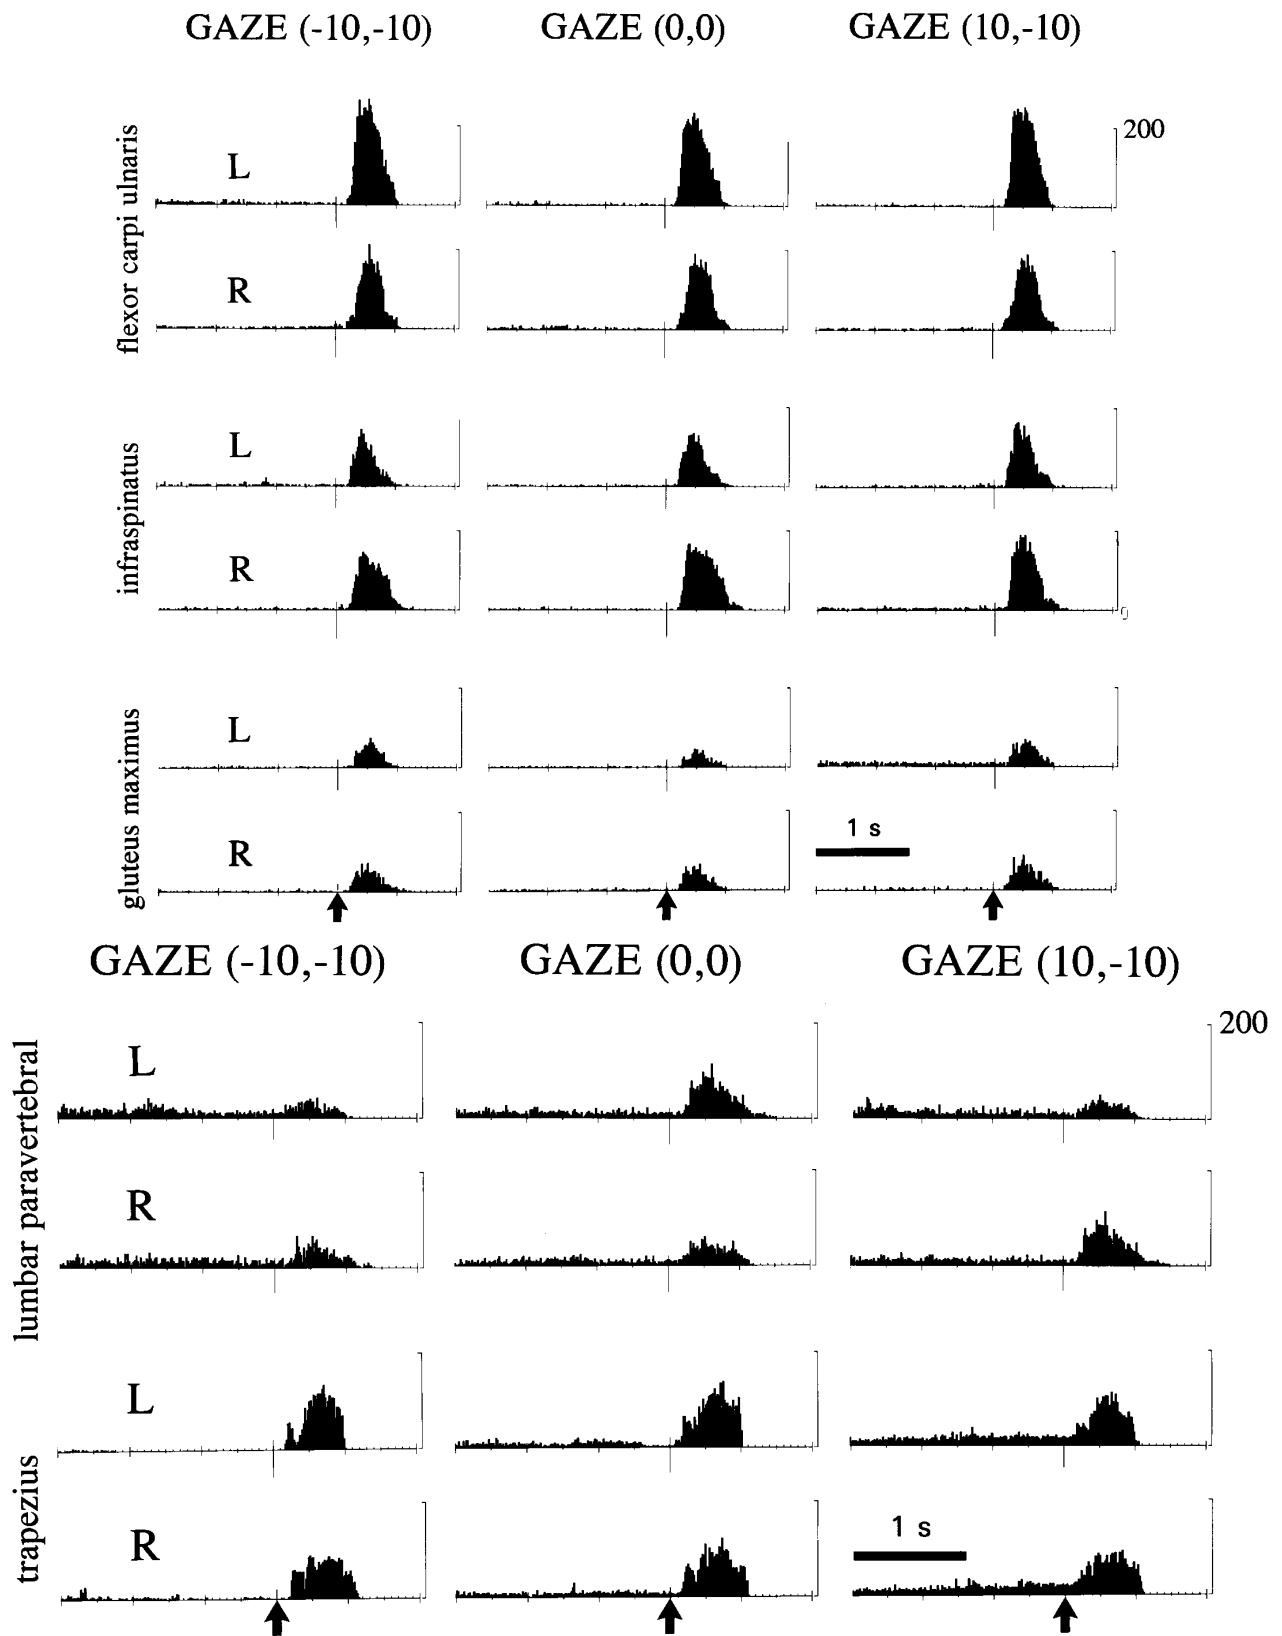 GAZE (-10,-10) GAZE (0,0) GAZE (10,-10)
flexor carpi ulnaris
L
200
R
infraspinatus
L
R
0
gluteus maximus
L
R
1 s
GAZE (-10,-10) GAZE (0,0) GAZE (10,-10)
lumbar paravertebral
L
200
R
trapezius
L
R
1 s